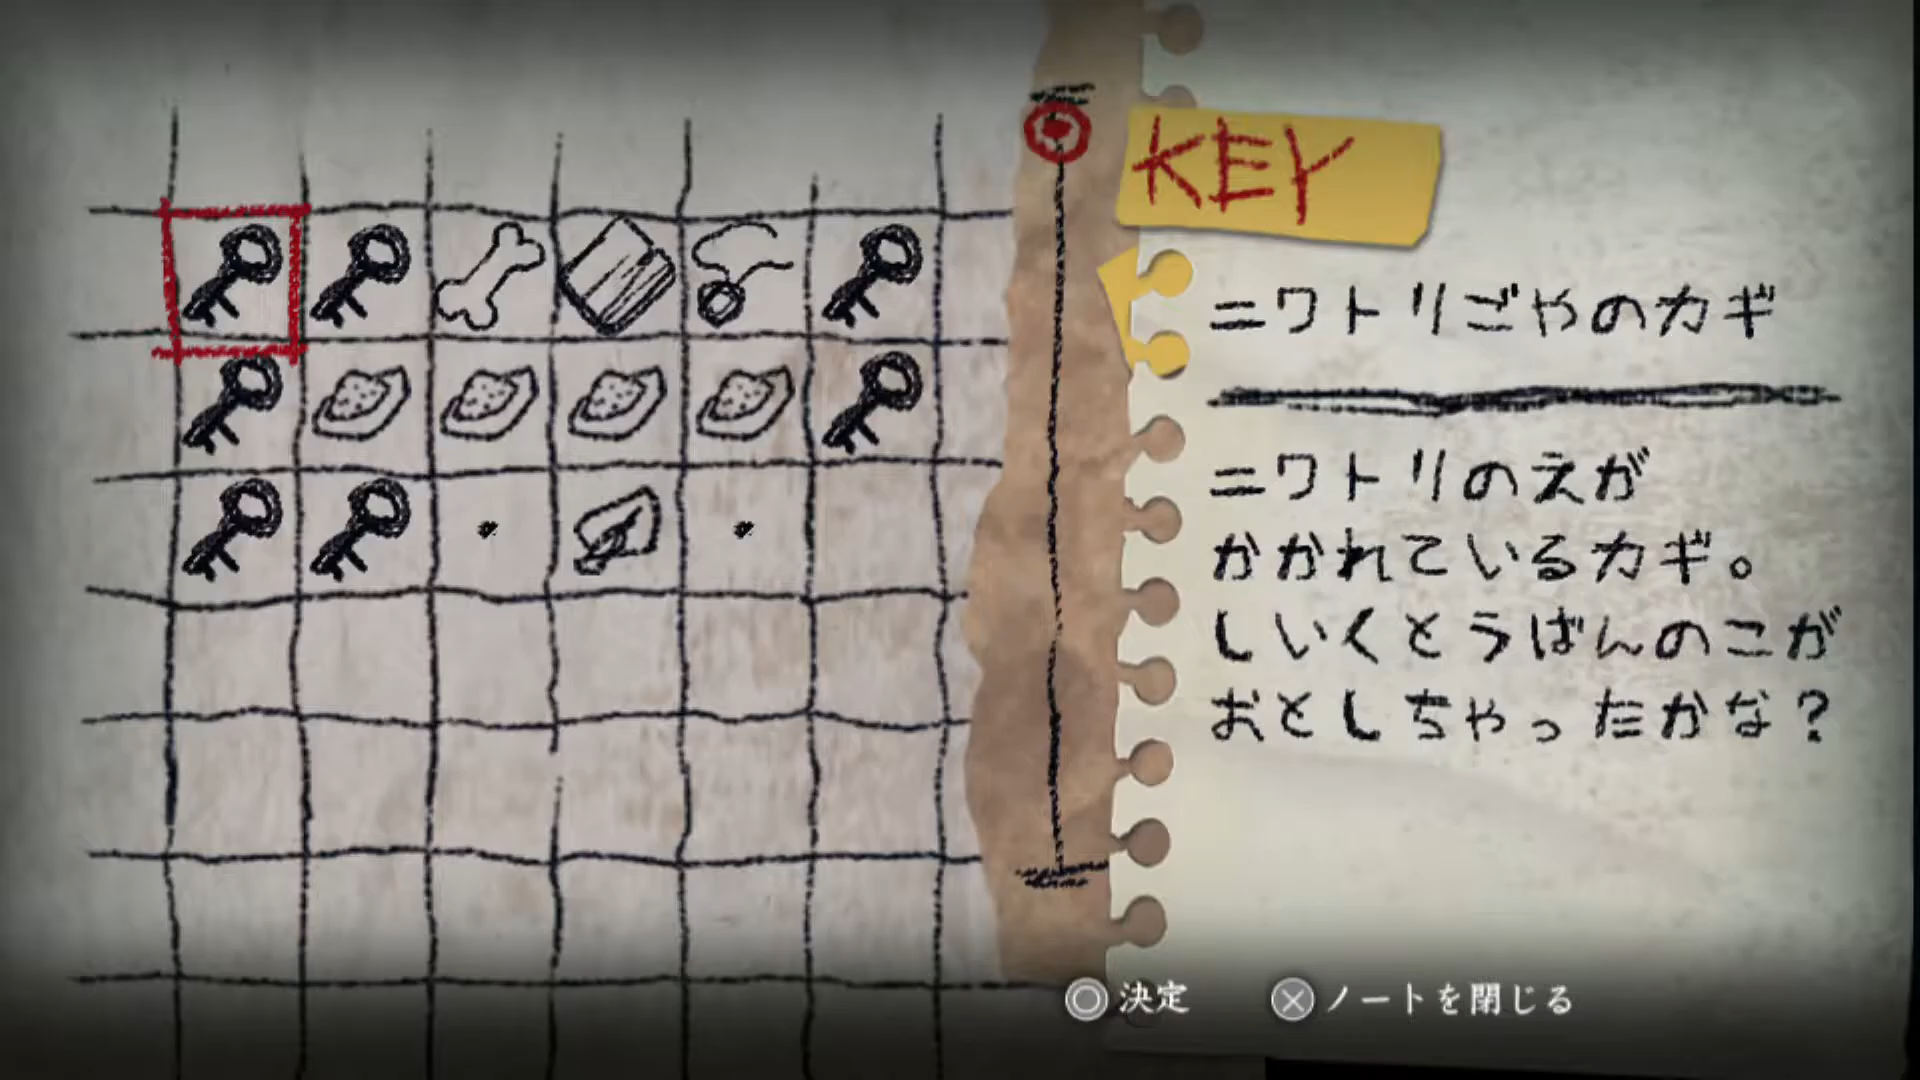 KEY
ニワトリごやのカギ
ニワトリのえが
かかれているカギ。
しいくとうばんのこが
おとしちゃったかな？
決定 ノートを閉じる